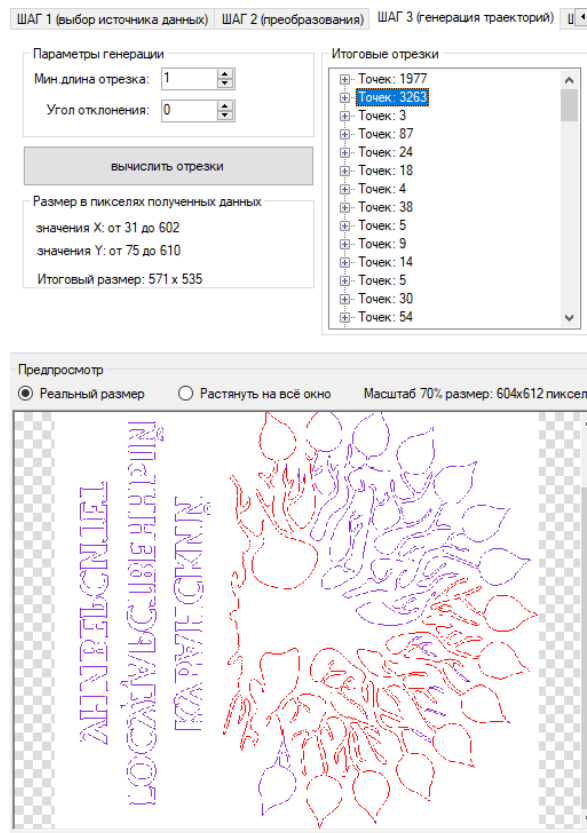 ШАГ 1 (выбор источника данных) ШАГ 2 (преобразования) ШАГ 3 (генерация траекторий) Ш
Параметры генерации
Мин.длина отрезка: 1
Угол отклонения: 0
вычислить отрезки
Размер в пикселях полученных данных
значения X: от 31 до 602
значения Y: от 75 до 610
Итоговый размер: 571 x 535
Итоговые отрезки
Точек: 1977
Точек: 3263
Точек: 3
Точек: 87
Точек: 24
Точек: 18
Точек: 4
Точек: 38
Точек: 5
Точек: 9
Точек: 14
Точек: 5
Точек: 30
Точек: 54
Предпросмотр
Реальный размер Растянуть на всё окно Масштаб 70% размер: 604x612 пиксел